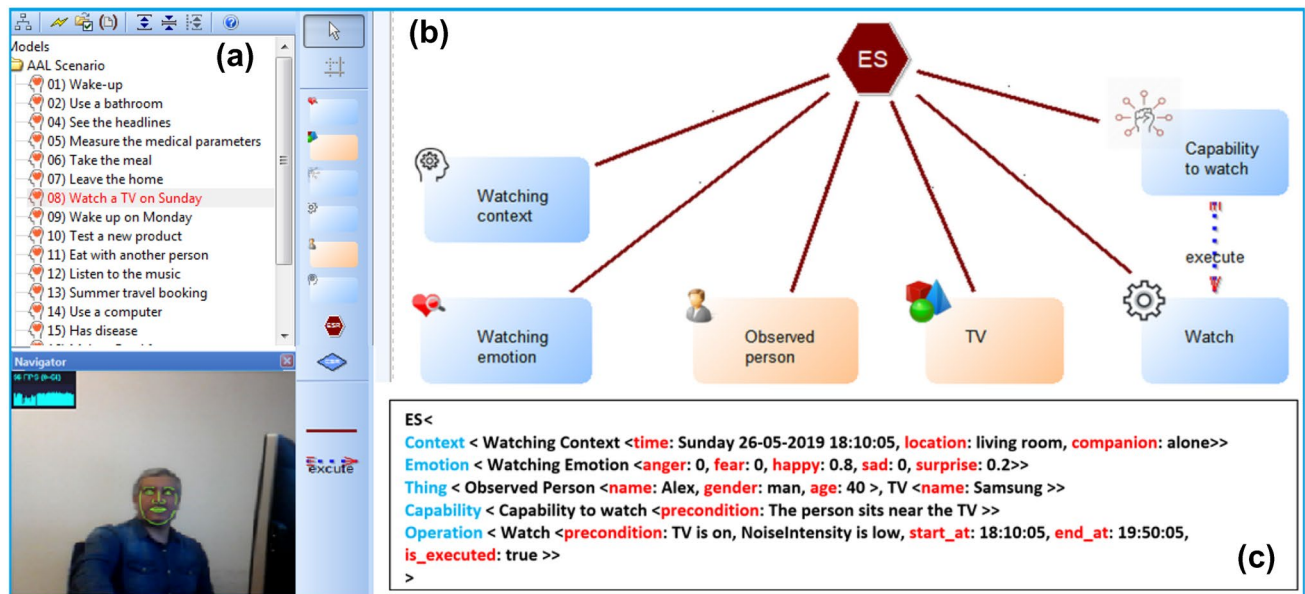 (a)
Models
AAL Scenario
01) Wake-up
02) Use a bathroom
04) See the headlines
05) Measure the medical parameters
06) Take the meal
07) Leave the home
08) Watch a TV on Sunday
09) Wake up on Monday
10) Test a new product
11) Eat with another person
12) Listen to the music
13) Summer travel booking
14) Use a computer
15) Has disease
Navigator
ESR
excute
(b)
ES
Capability
to watch
Watching
context
execute
Watching
emotion
Observed
person
TV
Watch
ES<
Context < Watching Context <time: Sunday 26-05-2019 18:10:05, location: living room, companion: alone>>
Emotion < Watching Emotion <anger: 0, fear: 0, happy: 0.8, sad: 0, surprise: 0.2>>
Thing < Observed Person <name: Alex, gender: man, age: 40 >, TV <name: Samsung >>
Capability < Capability to watch <precondition: The person sits near the TV >>
Operation < Watch <precondition: TV is on, NoiseIntensity is low, start_at: 18:10:05, end_at: 19:50:05,
is_executed: true >>
>
(c)